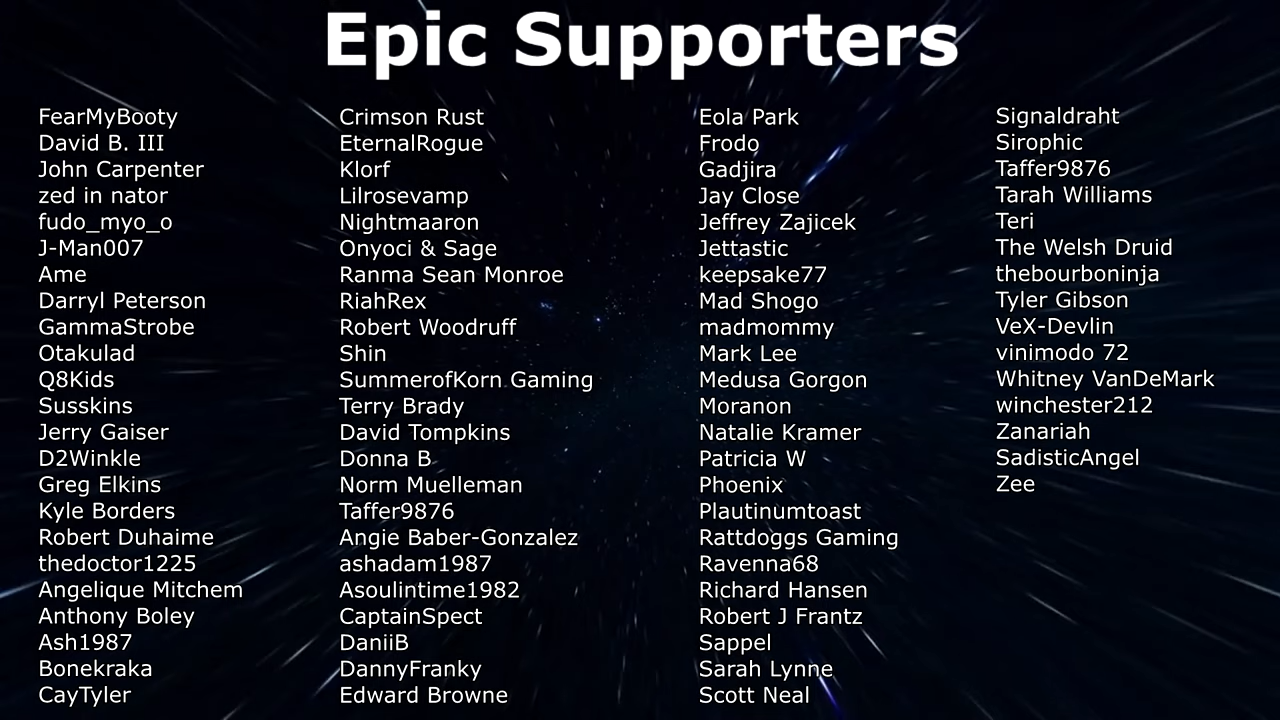 Epic Supporters
FearMyBooty
David B. III
John Carpenter
zed in nator
fudo_myo_o
J-Man007
Ame
Darryl Peterson
GammaStrobe
Otakulad
Q8Kids
Susskins
Jerry Gaiser
D2Winkle
Greg Elkins
Kyle Borders
Robert Duhaime
thedoctor1225
Angelique Mitchem
Anthony Boley
Ash1987
Bonekraka
CayTyler
Crimson Rust
EternalRogue
Klorf
Lilrosevamp
Nightmaaron
Onyoci & Sage
Ranma Sean Monroe
RiahRex
Robert Woodruff
Shin
SummerofKorn Gaming
Terry Brady
David Tompkins
Donna B
Norm Muelleman
Taffer9876
Angie Baber-Gonzalez
ashadam1987
Asoulintime1982
CaptainSpect
DaniiB
DannyFranky
Edward Browne
Eola Park
Frodo
Gadjira
Jay Close
Jeffrey Zajicek
Jettastic
keepsake77
Mad Shogo
madmommy
Mark Lee
Medusa Gorgon
Moranon
Natalie Kramer
Patricia W
Phoenix
Plautinumtoast
Rattdoggs Gaming
Ravenna68
Richard Hansen
Robert J Frantz
Sappel
Sarah Lynne
Scott Neal
Signaldraht
Sirophic
Taffer9876
Tarah Williams
Teri
The Welsh Druid
thebourboninja
Tyler Gibson
VeX-Devlin
vinimodo 72
Whitney VanDeMark
winchester212
Zanariah
SadisticAngel
Zee